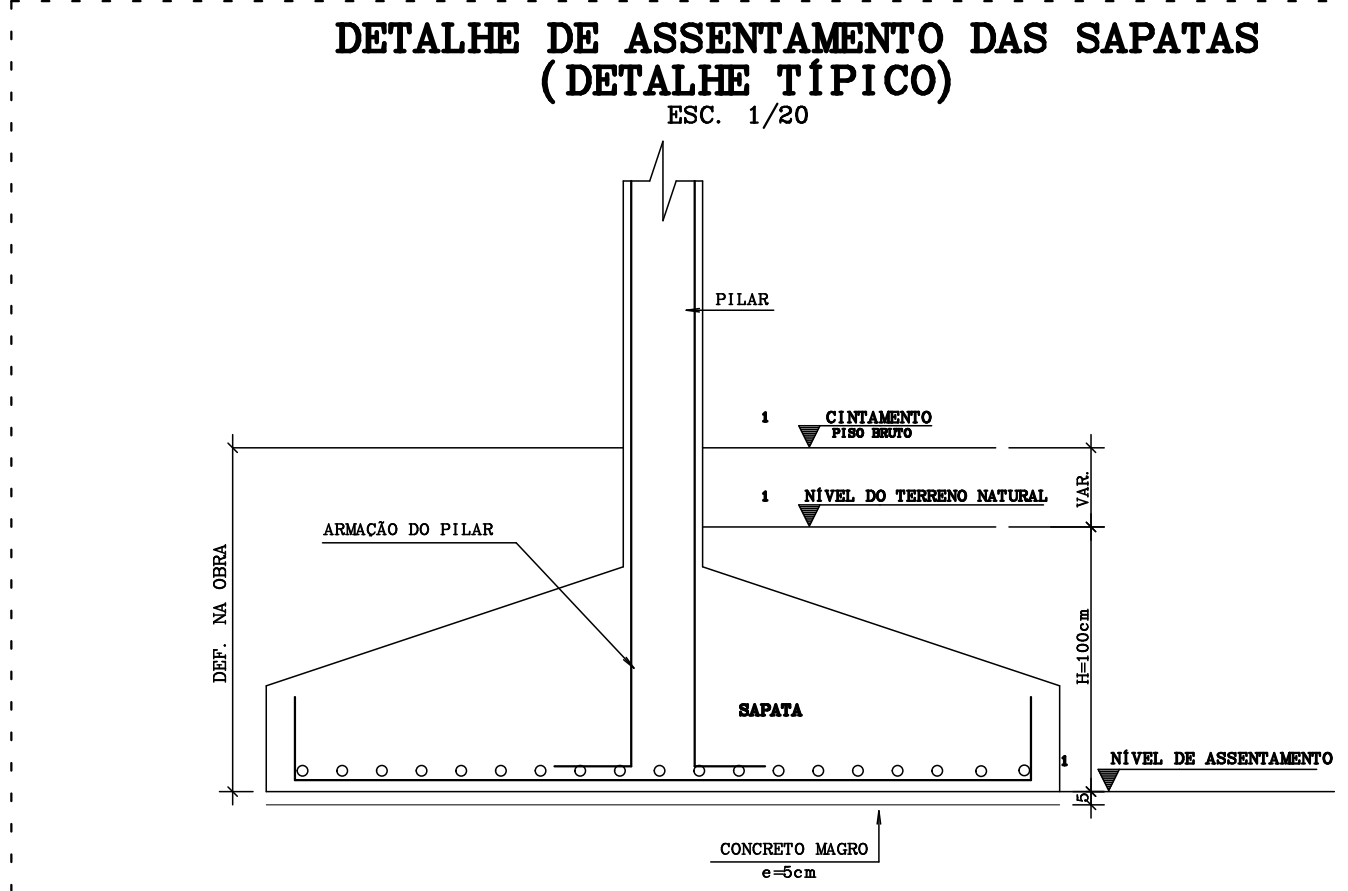 DETALHE DE ASSENTAMENTO DAS SAPATAS
(DETALHE TÍPICO)
ESC. 1/20
PILAR
1 CINTAMENTO
PISO BRUTO
1 NÍVEL DO TERRENO NATURAL
VAR.
ARMAÇÃO DO PILAR
DEF. NA OBRA
H=100cm
SAPATA
1 NÍVEL DE ASSENTAMENTO
5
CONCRETO MAGRO
e=5cm